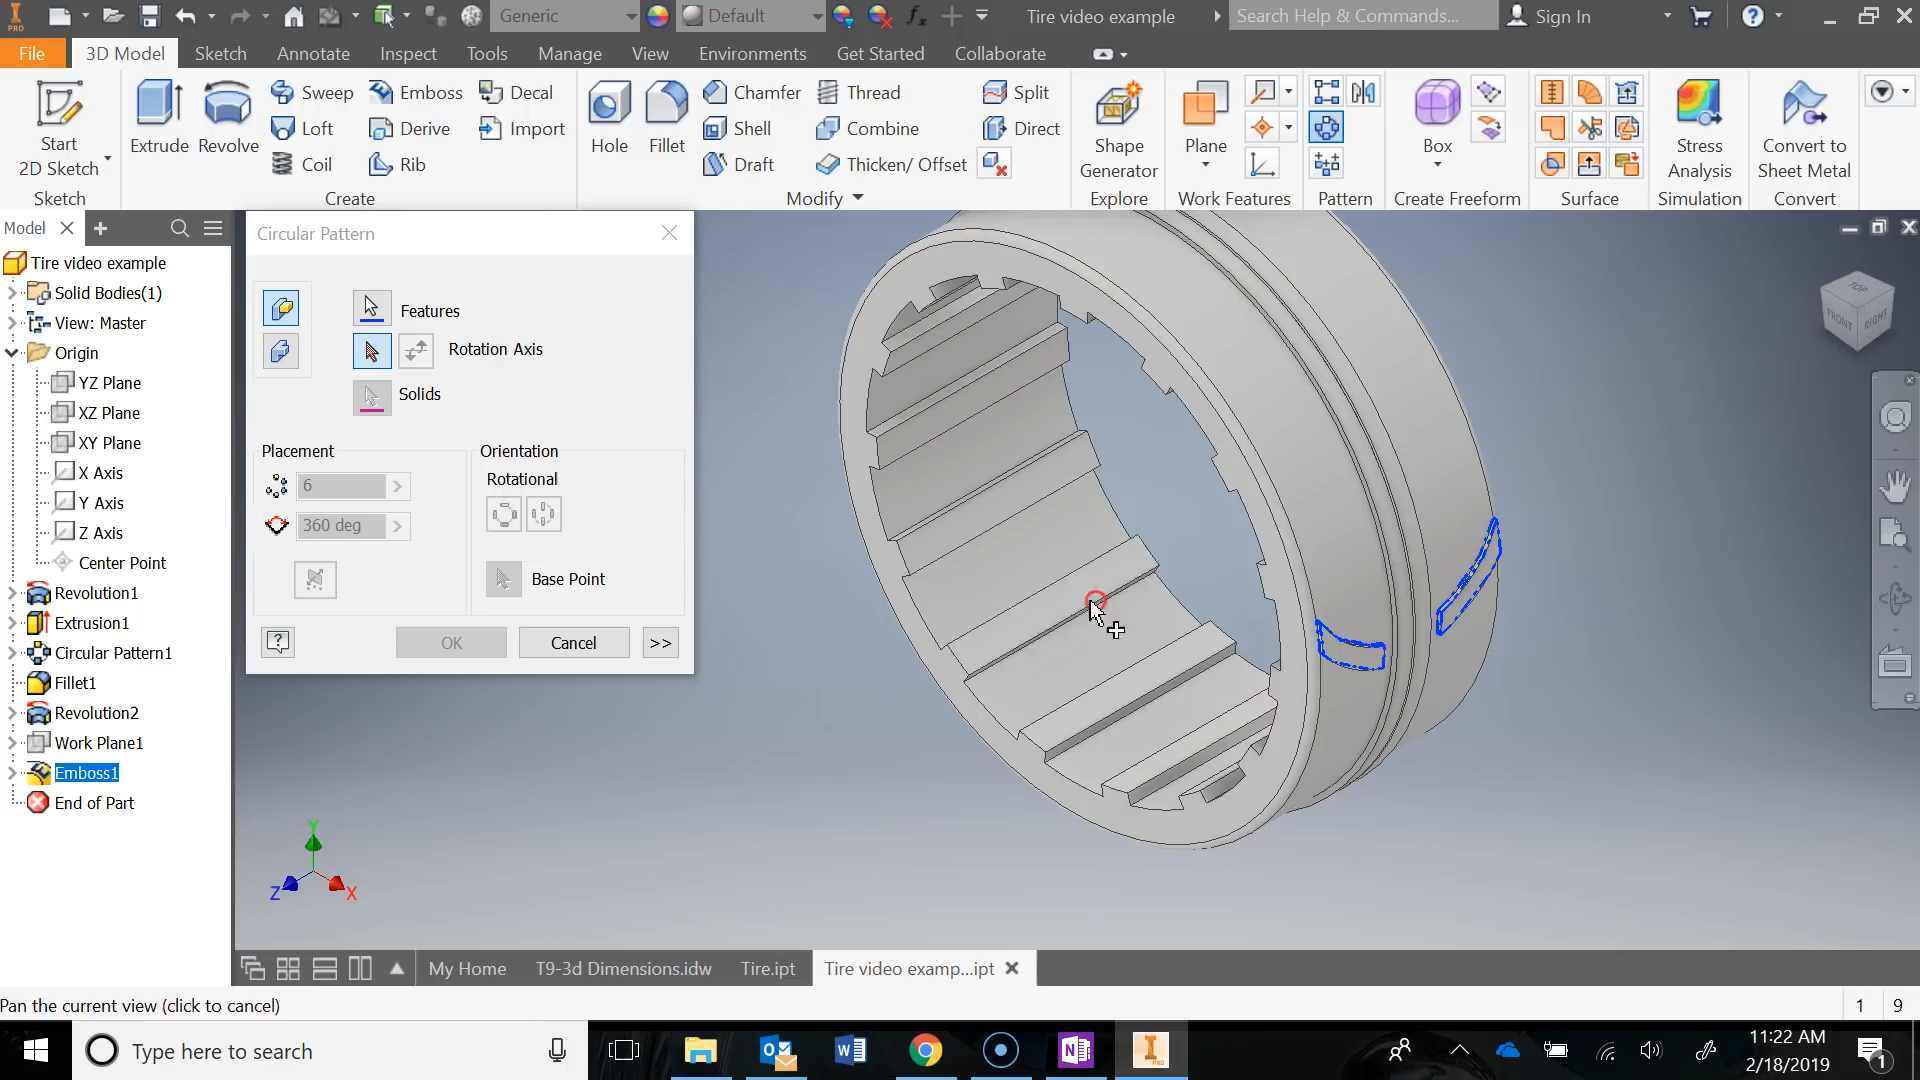 PRO
Generic
Default
Tire video example
Search Help & Commands...
Sign In
File
3D Model
Sketch
Annotate
Inspect
Tools
Manage
View
Environments
Get Started
Collaborate
Start
2D Sketch
Extrude
Revolve
Sweep
Loft
Coil
Emboss
Derive
Rib
Decal
Import
Hole
Fillet
Chamfer
Shell
Draft
Thread
Combine
Thicken/ Offset
Split
Direct
Shape
Generator
Plane
Box
Stress
Analysis
Convert to
Sheet Metal
Sketch
Create
Modify
Explore
Work Features
Pattern
Create Freeform
Surface
Simulation
Convert
Model
Tire video example
Solid Bodies(1)
View: Master
Origin
YZ Plane
XZ Plane
XY Plane
X Axis
Y Axis
Z Axis
Center Point
Revolution1
Extrusion1
Circular Pattern1
Fillet1
Revolution2
Work Plane1
Emboss1
End of Part
Circular Pattern
Features
Rotation Axis
Solids
Placement
6
360 deg
Orientation
Rotational
Base Point
OK
Cancel
>>
TOP
FRONT
RIGHT
Y
Z
X
My Home
T9-3d Dimensions.idw
Tire.ipt
Tire video examp...ipt
Pan the current view (click to cancel)
1
9
Type here to search
11:22 AM
2/18/2019
1